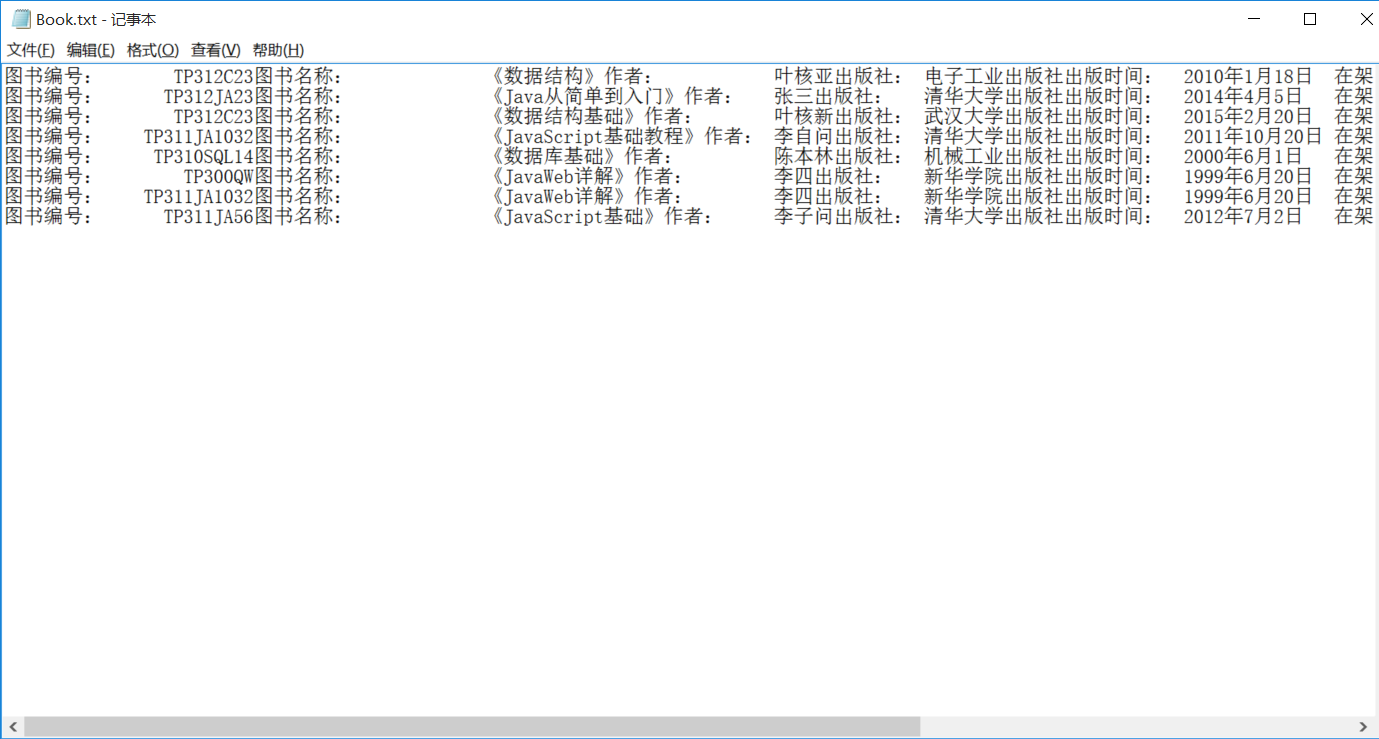 Book.txt - 记事本
文件(F) 编辑(E) 格式(O) 查看(V) 帮助(H)
图书编号： TP312C23图书名称： 《数据结构》作者： 叶核亚出版社： 电子工业出版社出版时间： 2010年1月18日 在架
图书编号： TP312JA23图书名称： 《Java从简单到入门》作者： 张三出版社： 清华大学出版社出版时间： 2014年4月5日 在架
图书编号： TP312C23图书名称： 《数据结构基础》作者： 叶核新出版社： 武汉大学出版社出版时间： 2015年2月20日 在架
图书编号： TP311JA1032图书名称： 《JavaScript基础教程》作者： 李自问出版社： 清华大学出版社出版时间： 2011年10月20日 在架
图书编号： TP310SQL14图书名称： 《数据库基础》作者： 陈本林出版社： 机械工业出版社出版时间： 2000年6月1日 在架
图书编号： TP300QW图书名称： 《JavaWeb详解》作者： 李四出版社： 新华学院出版社出版时间： 1999年6月20日 在架
图书编号： TP311JA1032图书名称： 《JavaWeb详解》作者： 李四出版社： 新华学院出版社出版时间： 1999年6月20日 在架
图书编号： TP311JA56图书名称： 《JavaScript基础》作者： 李子问出版社： 清华大学出版社出版时间： 2012年7月2日 在架